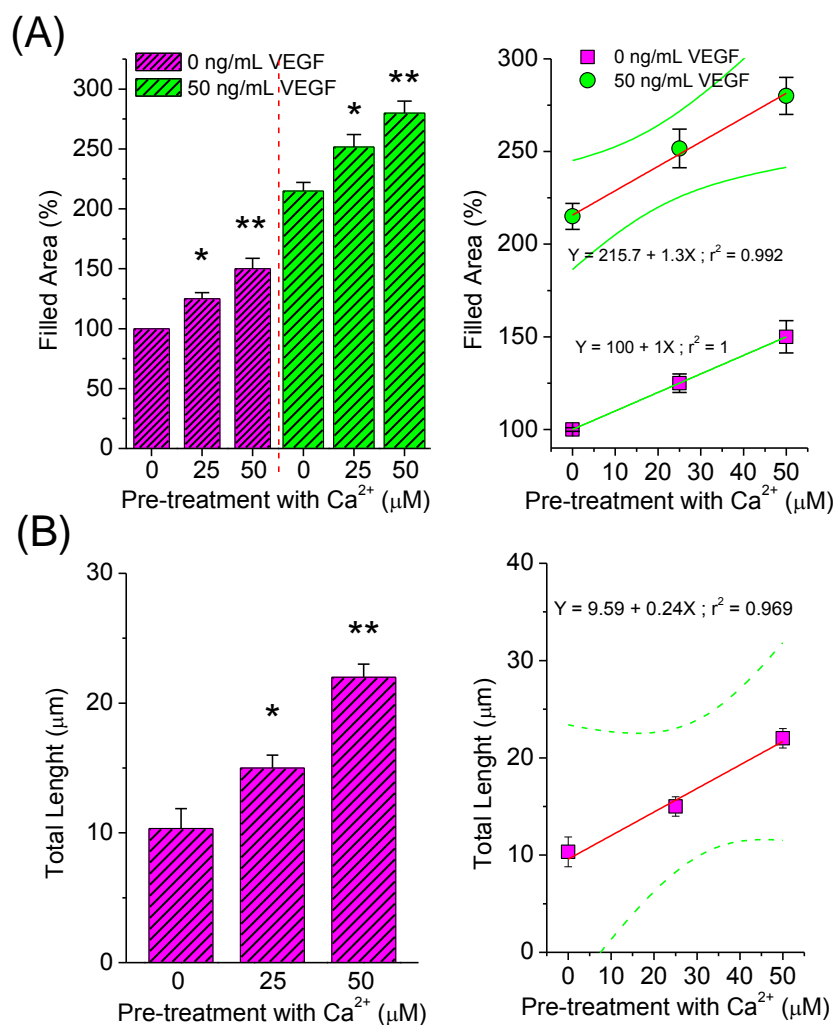 (A)
0 ng/mL VEGF
50 ng/mL VEGF
* ** * **
Filled Area (%)
300
250
200
150
100
50
0
0 25 50 0 25 50
Pre-treatment with Ca²⁺ (μM)
0 ng/mL VEGF
50 ng/mL VEGF
Filled Area (%)
300
250
200
150
100
Y = 215.7 + 1.3X ; r² = 0.992
Y = 100 + 1X ; r² = 1
0 10 20 30 40 50
Pre-treatment with Ca²⁺ (μM)
(B)
* **
Total Lenght (μm)
30
20
10
0
0 25 50
Pre-treatment with Ca²⁺ (μM)
Y = 9.59 + 0.24X ; r² = 0.969
Total Lenght (μm)
40
30
20
10
0
0 10 20 30 40 50
Pre-treatment with Ca²⁺ (μM)